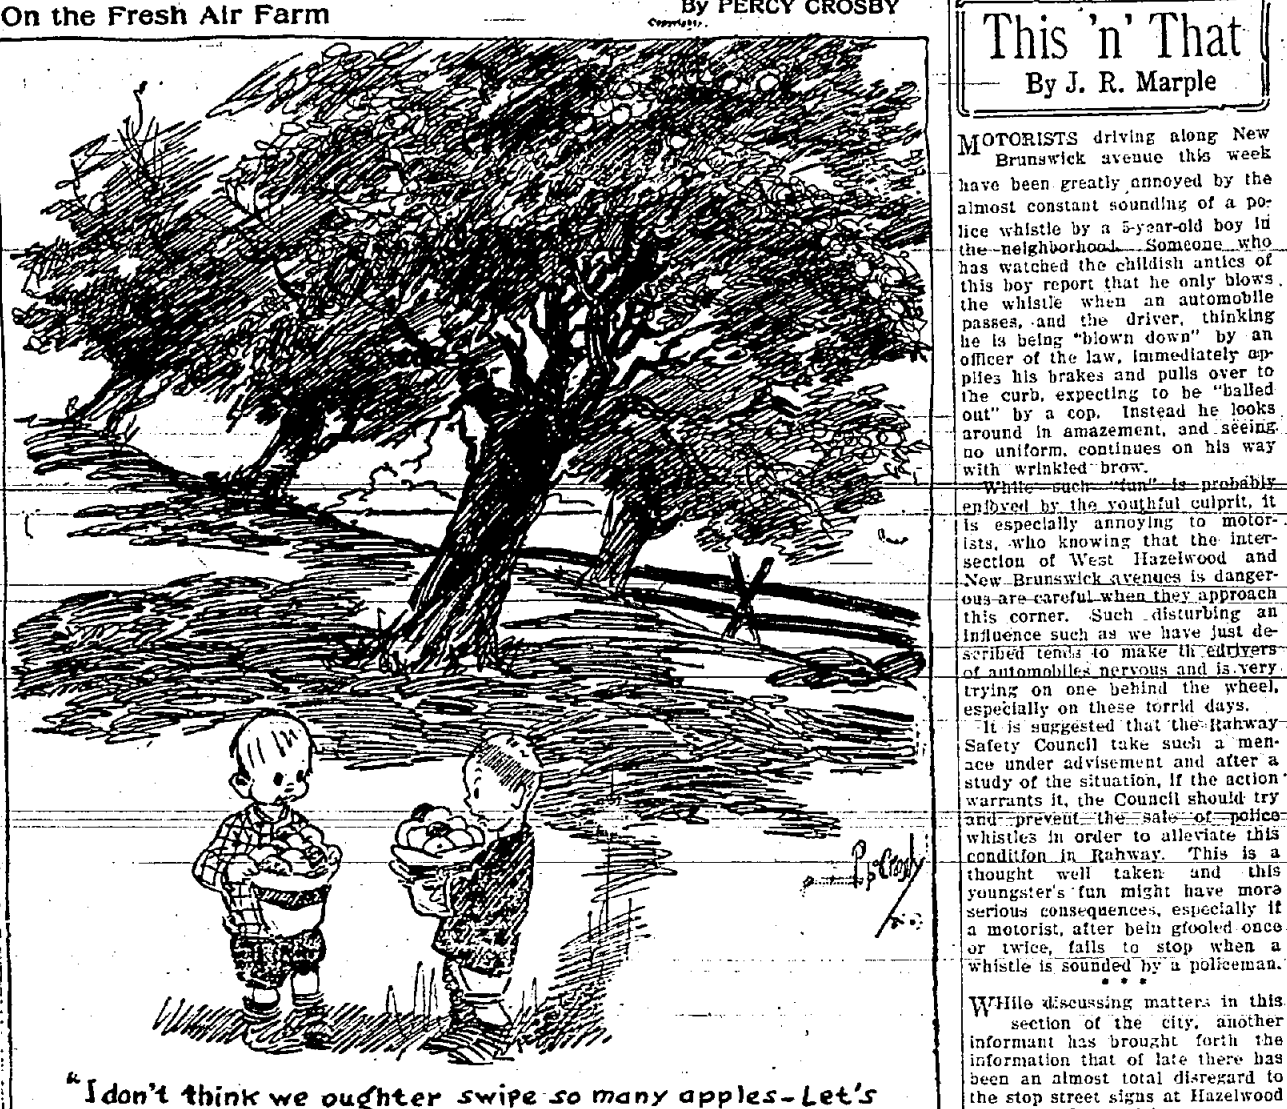 On the Fresh Air Farm
By PERCY CROSBY
"I don't think we oughter swipe so many apples - Let's
This 'n' That
By J. R. Marple
MOTORISTS driving along New
Brunswick avenue this week
have been greatly annoyed by the
almost constant sounding of a po-
lice whistle by a 5-year-old boy in
the neighborhood. Someone who
has watched the childish antics of
this boy report that he only blows
the whistle when an automobile
passes, and the driver, thinking
he is being "blown down" by an
officer of the law, immediately ap-
plies his brakes and pulls over to
the curb, expecting to be "balled
out" by a cop. Instead he looks
around in amazement, and seeing
no uniform, continues on his way
with wrinkled brow.
While such "fun" is probably
enjoyed by the youthful culprit, it
is especially annoying to motor-
ists, who knowing that the inter-
section of West Hazelwood and
New Brunswick avenues is danger-
ous are careful when they approach
this corner. Such disturbing an
influence such as we have just de-
scribed tends to make th edrivers
of automobiles nervous and is very
trying on one behind the wheel,
especially on these torrid days.
It is suggested that the Rahway
Safety Council take such a men-
ace under advisement and after a
study of the situation, if the action
warrants it, the Council should try
and prevent the sale of police
whistles in order to alleviate this
condition in Rahway. This is a
thought well taken and this
youngster's fun might have more
serious consequences, especially if
a motorist, after bein gfooled once
or twice, fails to stop when a
whistle is sounded by a policeman.
* * *
WHile discussing matters in this
section of the city, another
informant has brought forth the
information that of late there has
been an almost total disregard to
the stop street signs at Hazelwood